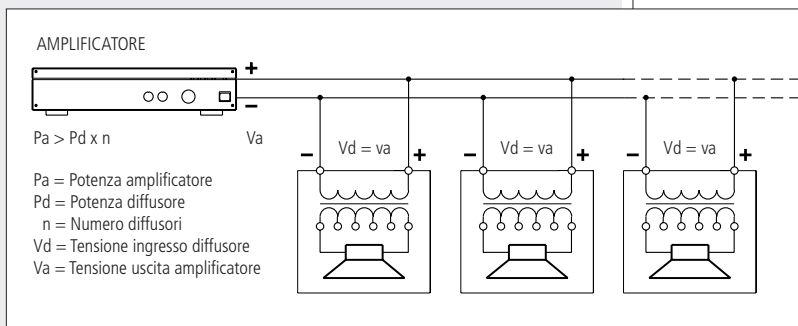 AMPLIFICATORE
+
–
Pa > Pd x n Va
Pa = Potenza amplificatore
Pd = Potenza diffusore
n = Numero diffusori
Vd = Tensione ingresso diffusore
Va = Tensione uscita amplificatore
– Vd = va +
– Vd = va +
– Vd = va +